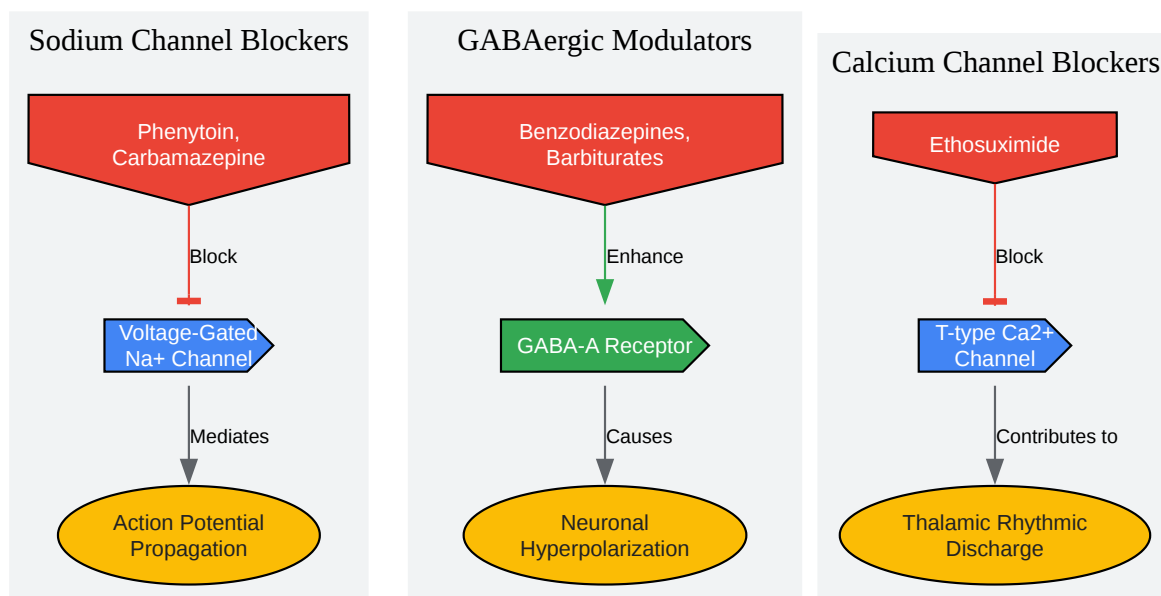 Sodium Channel Blockers
Phenytoin,
Carbamazepine
Block
Voltage-Gated
Na+ Channel
Mediates
Action Potential
Propagation
GABAergic Modulators
Benzodiazepines,
Barbiturates
Enhance
GABA-A Receptor
Causes
Neuronal
Hyperpolarization
Calcium Channel Blockers
Ethosuximide
Block
T-type Ca2+
Channel
Contributes to
Thalamic Rhythmic
Discharge